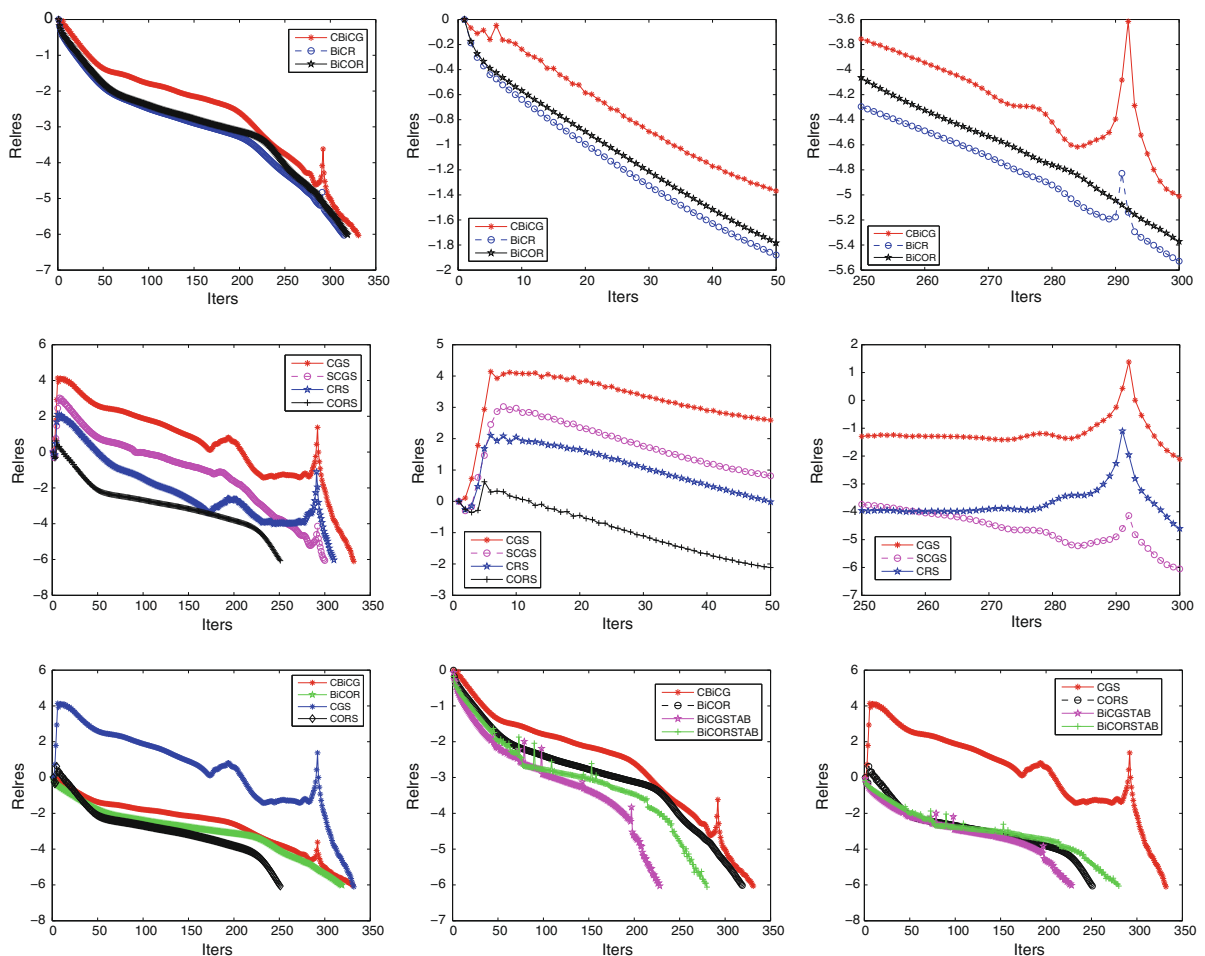 0
−1
−2
−3
−4
−5
−6
−7
Relres
CBiCG
BiCR
BiCOR
0 50 100 150 200 250 300 350
Iters
0
−0.2
−0.4
−0.6
−0.8
−1
−1.2
−1.4
−1.6
−1.8
−2
Relres
CBiCG
BiCR
BiCOR
0 10 20 30 40 50
Iters
−3.6
−3.8
−4
−4.2
−4.4
−4.6
−4.8
−5
−5.2
−5.4
−5.6
Relres
CBiCG
BiCR
BiCOR
250 260 270 280 290 300
Iters
6
4
2
0
−2
−4
−6
−8
Relres
CGS
SCGS
CRS
CORS
0 50 100 150 200 250 300 350
Iters
5
4
3
2
1
0
−1
−2
−3
Relres
CGS
SCGS
CRS
CORS
0 10 20 30 40 50
Iters
2
1
0
−1
−2
−3
−4
−5
−6
−7
Relres
CGS
SCGS
CRS
250 260 270 280 290 300
Iters
6
4
2
0
−2
−4
−6
−8
Relres
CBiCG
BiCOR
CGS
CORS
0 50 100 150 200 250 300 350
Iters
0
−1
−2
−3
−4
−5
−6
−7
Relres
CBiCG
BiCOR
BiCGSTAB
BiCORSTAB
0 50 100 150 200 250 300 350
Iters
6
4
2
0
−2
−4
−6
−8
Relres
CGS
CORS
BiCGSTAB
BiCORSTAB
0 50 100 150 200 250 300 350
Iters